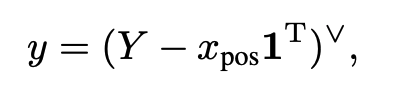 y = (Y − x_pos 1^T)^∨,